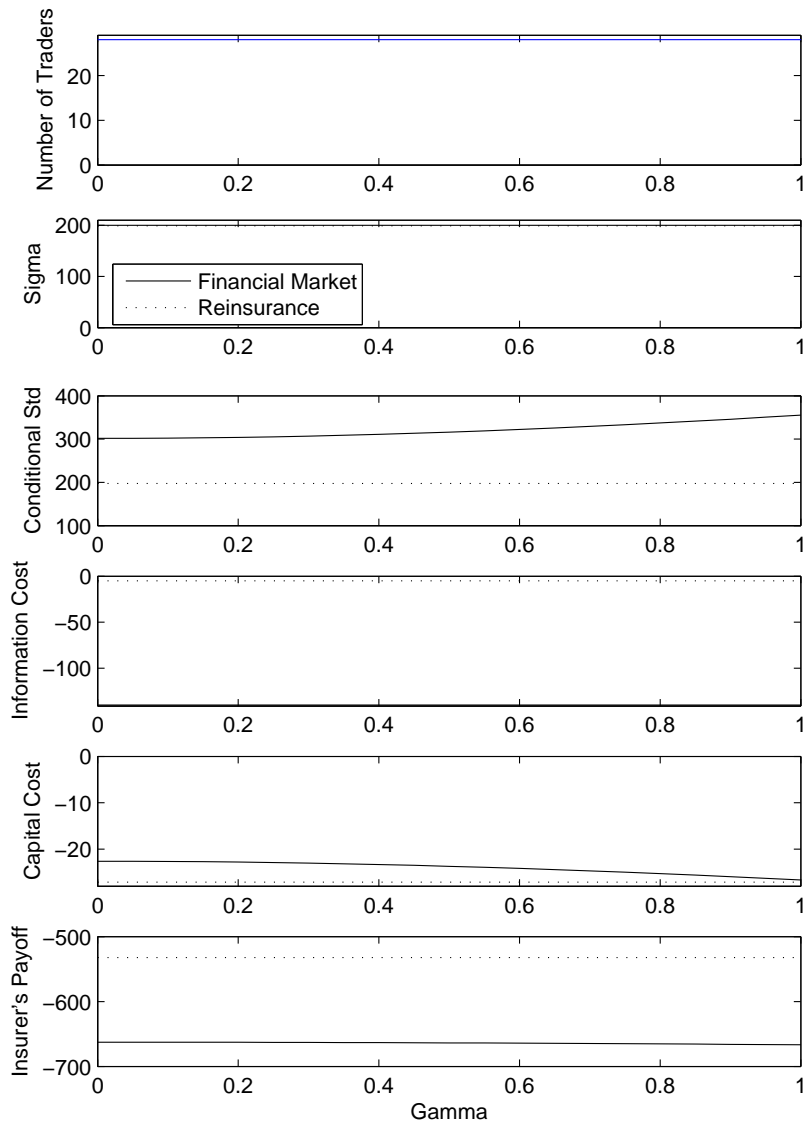 Number of Traders
20
10
0
0 0.2 0.4 0.6 0.8 1
Sigma
200
100
0
Financial Market
Reinsurance
0 0.2 0.4 0.6 0.8 1
Conditional Std
400
300
200
100
0 0.2 0.4 0.6 0.8 1
Information Cost
0
−50
−100
0 0.2 0.4 0.6 0.8 1
Capital Cost
0
−10
−20
0 0.2 0.4 0.6 0.8 1
Insurer's Payoff
−500
−600
−700
0 0.2 0.4 0.6 0.8 1
Gamma